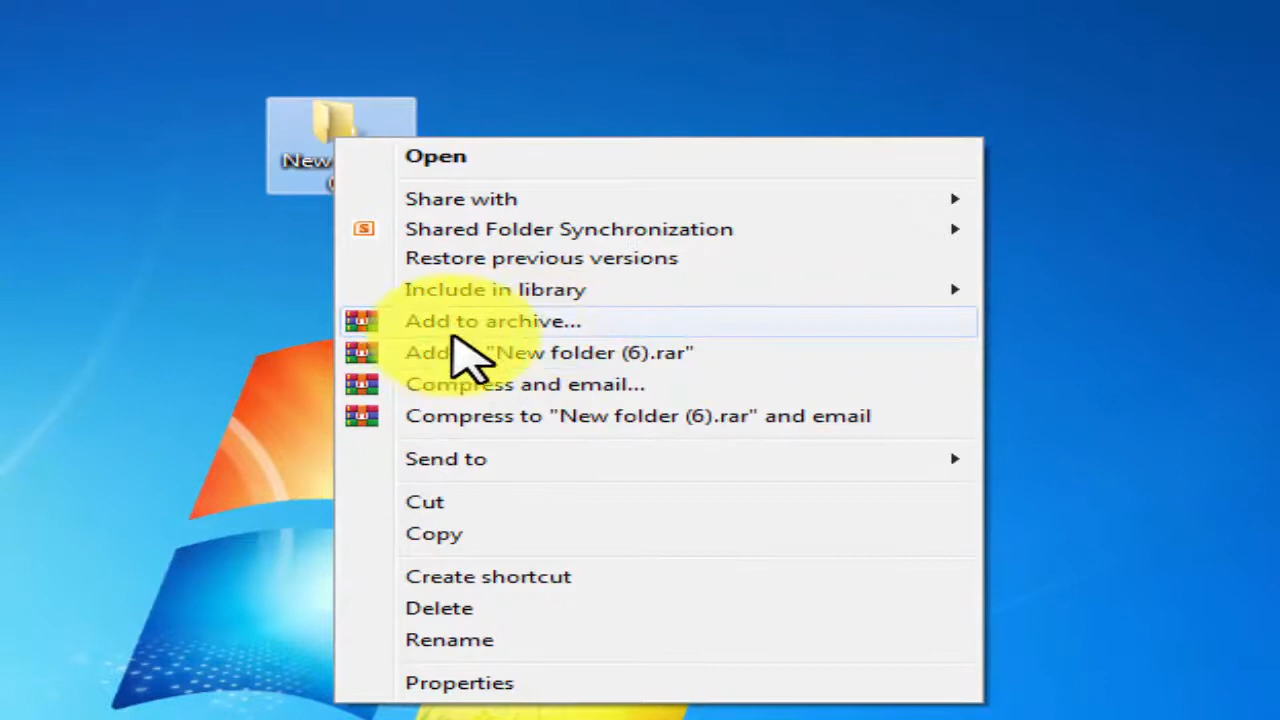 New
Open
Share with
Shared Folder Synchronization
Restore previous versions
Include in library
Add to archive...
Add "New folder (6).rar"
Compress and email...
Compress to "New folder (6).rar" and email
Send to
Cut
Copy
Create shortcut
Delete
Rename
Properties